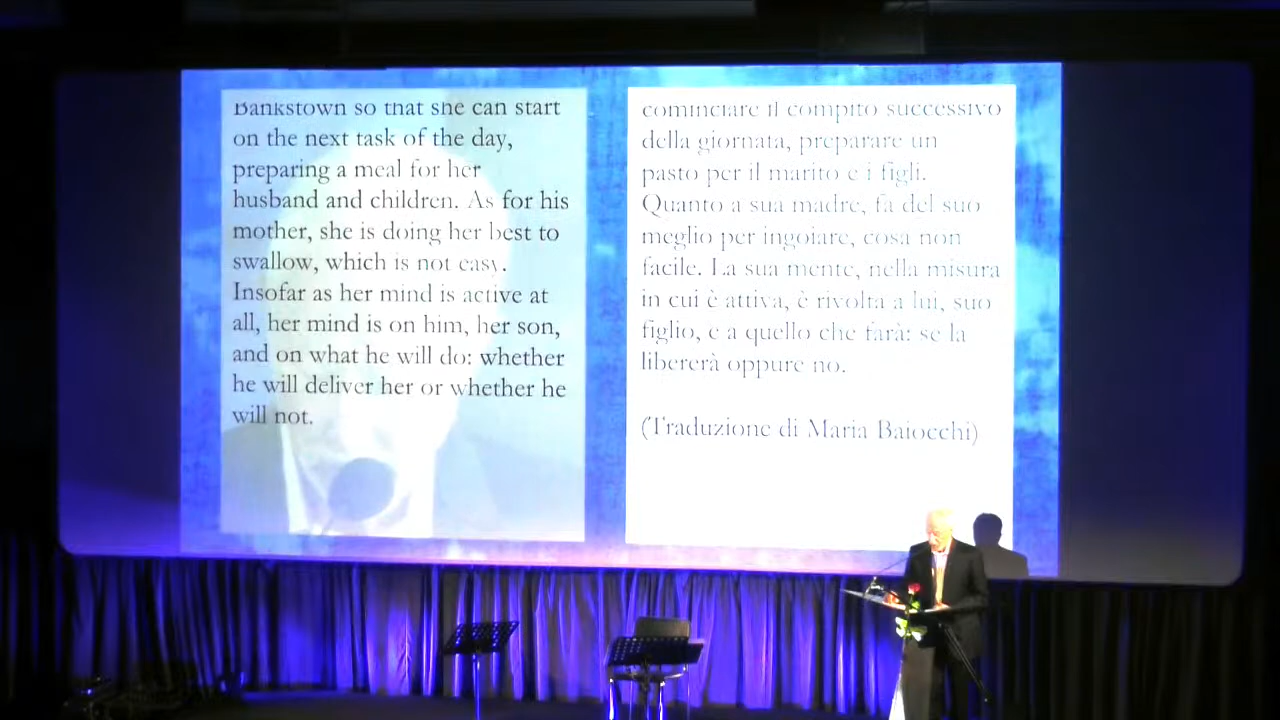 Bankstown so that she can start
on the next task of the day,
preparing a meal for her
husband and children. As for his
mother, she is doing her best to
swallow, which is not easy.
Insofar as her mind is active at
all, her mind is on him, her son,
and on what he will do: whether
he will deliver her or whether he
will not.
cominciare il compito successivo
della giornata, preparare un
pasto per il marito e i figli.
Quanto a sua madre, fa del suo
meglio per ingoiare, cosa non
facile. La sua mente, nella misura
in cui è attiva, è rivolta a lui, suo
figlio, e a quello che farà: se la
libererà oppure no.
(Traduzione di Maria Baiocchi)